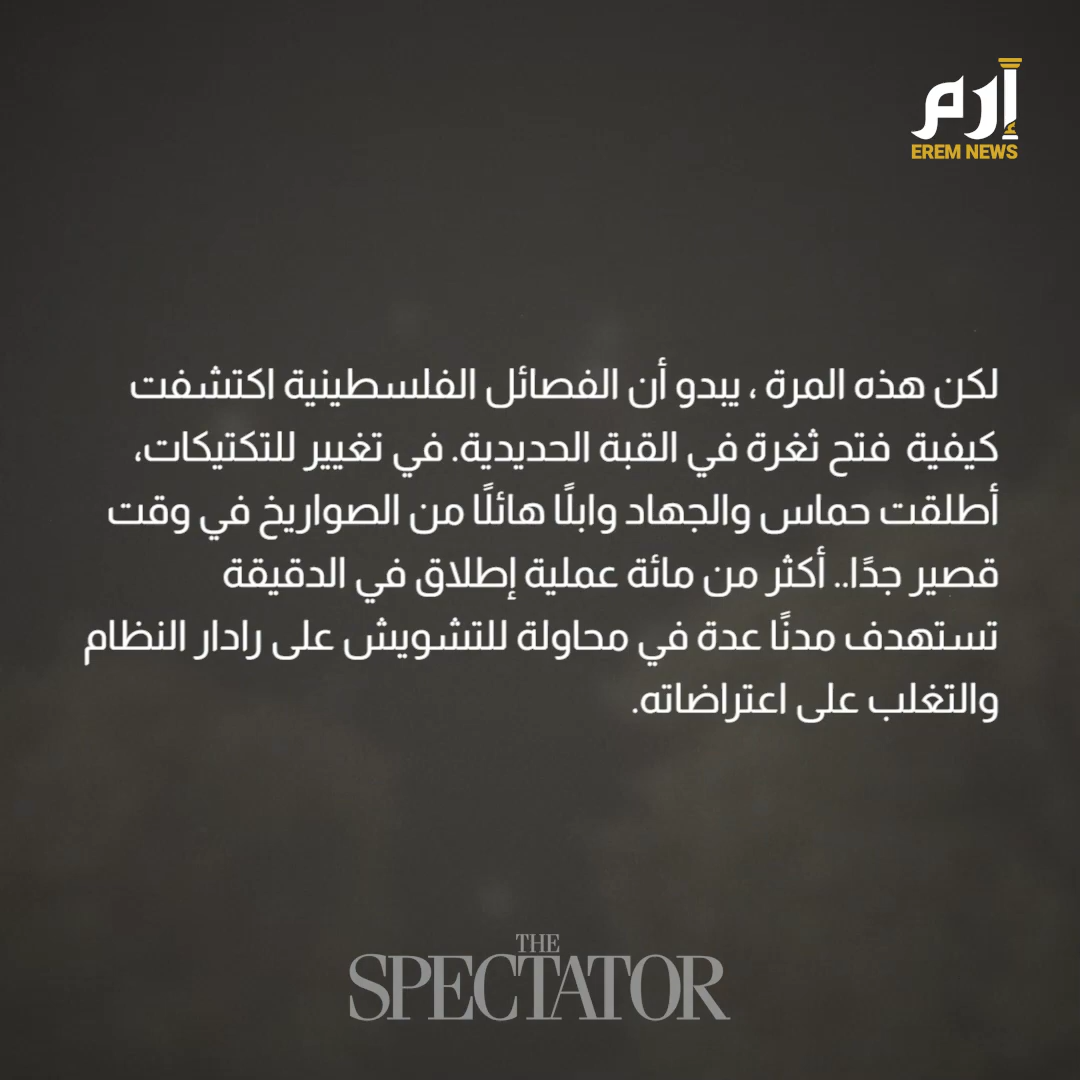 إرم
EREM NEWS
لكن هذه المرة ، يبدو أن الفصائل الفلسطينية اكتشفت
كيفية  فتح ثغرة في القبة الحديدية. في تغيير للتكتيكات،
أطلقت حماس والجهاد وابلًا هائلًا من الصواريخ في وقت
قصير جدًا.. أكثر من مائة عملية إطلاق في الدقيقة
تستهدف مدنًا عدة في محاولة للتشويش على رادار النظام
والتغلب على اعتراضاته.
THE
SPECTATOR